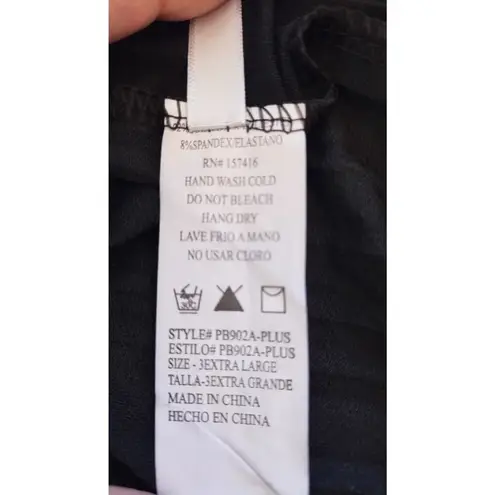 8%SPANDEX/ELASTANO
RN# 157416
HAND WASH COLD
DO NOT BLEACH
HANG DRY
LAVE FRIO A MANO
NO USAR CLORO
30C
STYLE# PB902A-PLUS
ESTILO# PB902A-PLUS
SIZE - 3EXTRA LARGE
TALLA-3EXTRA GRANDE
MADE IN CHINA
HECHO EN CHINA